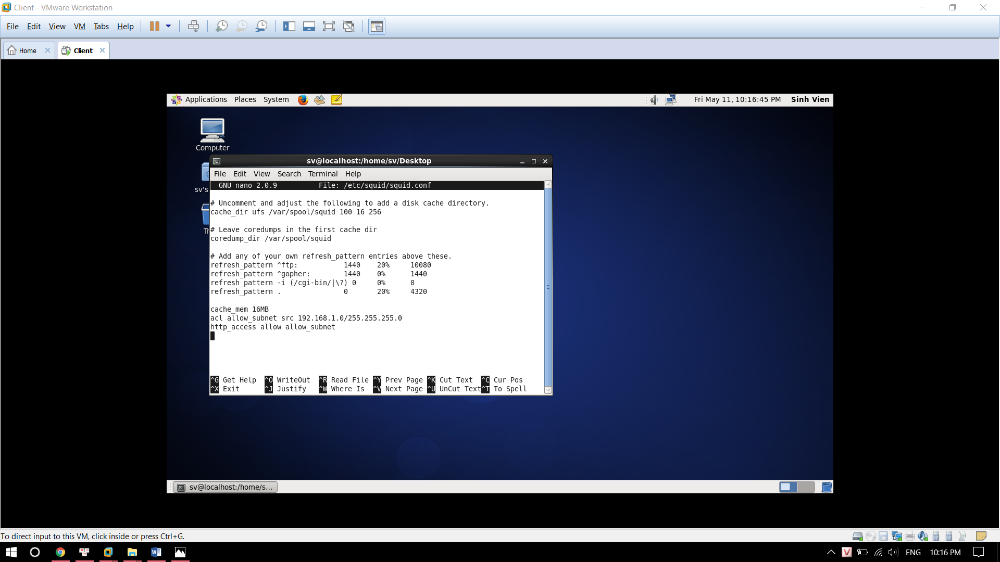 Client - VMware Workstation
File Edit View VM Tabs Help
Home Client
Applications Places System Fri May 11, 10:16:45 PM Sinh Vien
Computer
sv@localhost:/home/sv/Desktop
File Edit View Search Terminal Help
sv's
Tr
GNU nano 2.0.9 File: /etc/squid/squid.conf
# Uncomment and adjust the following to add a disk cache directory.
cache_dir ufs /var/spool/squid 100 16 256
# Leave coredumps in the first cache dir
coredump_dir /var/spool/squid
# Add any of your own refresh_pattern entries above these.
refresh_pattern ^ftp: 1440 20% 10080
refresh_pattern ^gopher: 1440 0% 1440
refresh_pattern -i (/cgi-bin/|\?) 0 0% 0
refresh_pattern . 0 20% 4320
cache_mem 16MB
acl allow_subnet src 192.168.1.0/255.255.255.0
http_access allow allow_subnet
^G Get Help ^O WriteOut ^R Read File ^Y Prev Page ^K Cut Text ^C Cur Pos
^X Exit ^J Justify ^W Where Is ^V Next Page ^U UnCut Text ^T To Spell
sv@localhost:/home/s...
To direct input to this VM, click inside or press Ctrl+G.
ENG 10:16 PM